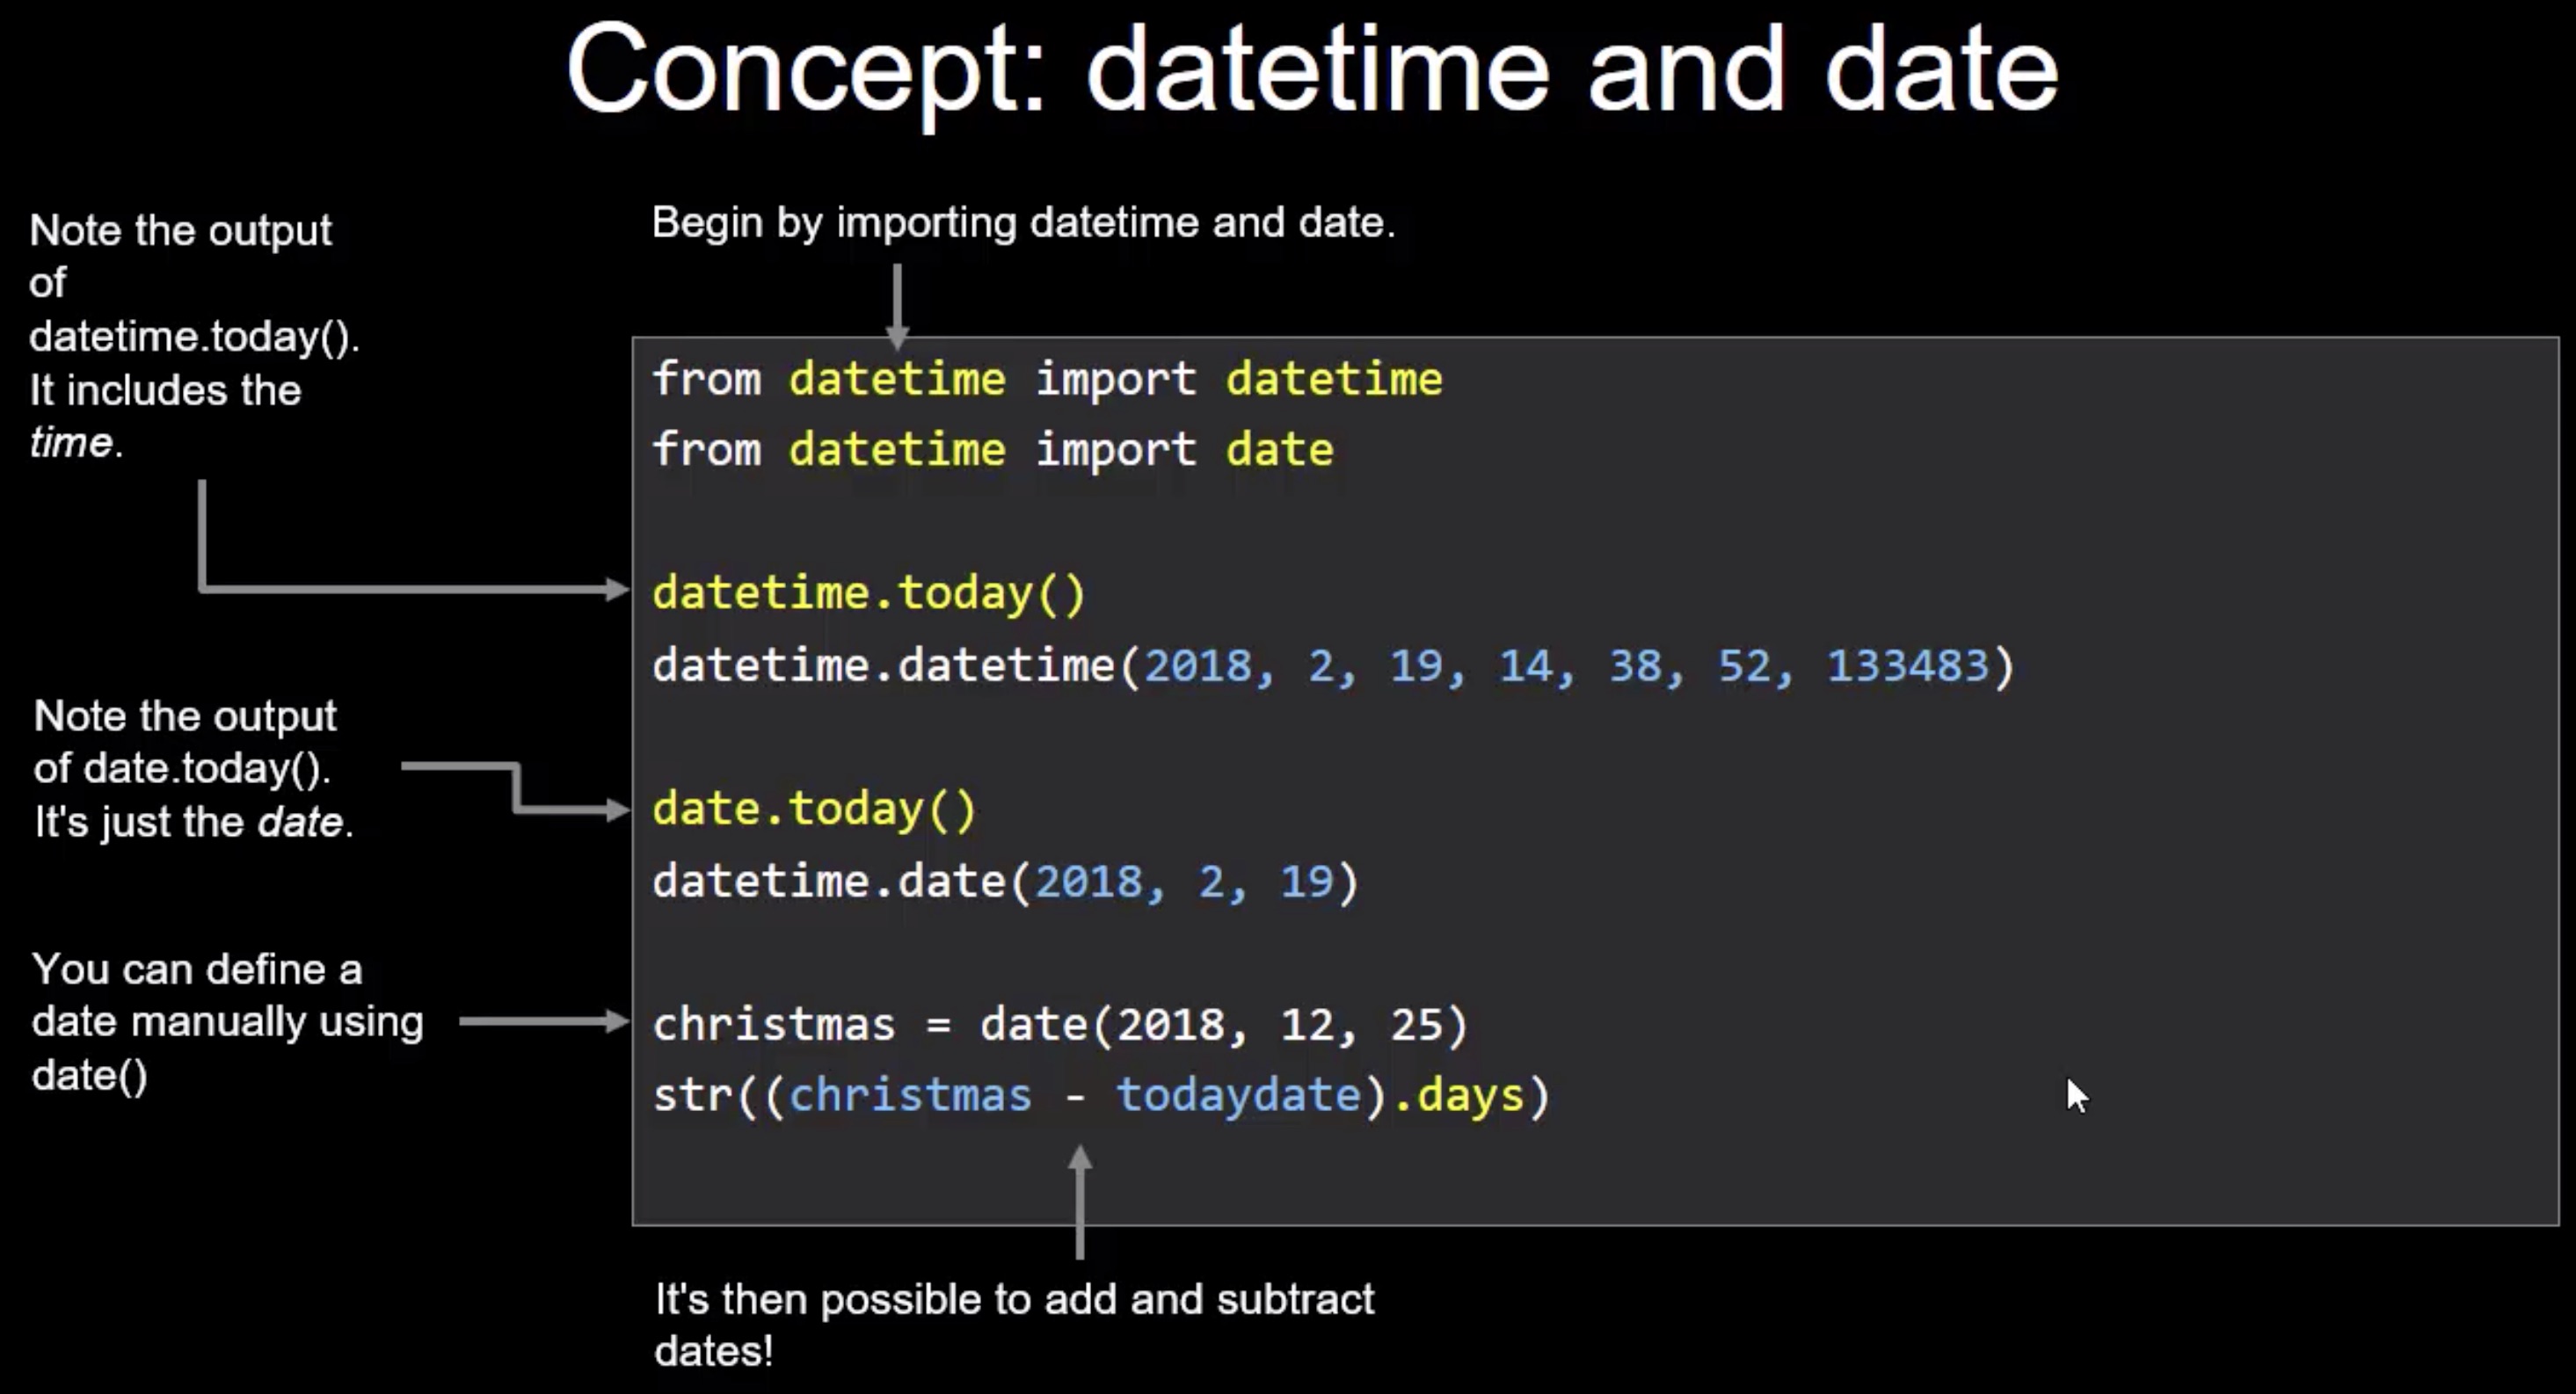 Concept: datetime and date
Note the output
of
datetime.today().
It includes the
time.
Begin by importing datetime and date.
from datetime import datetime
from datetime import date
datetime.today()
datetime.datetime(2018, 2, 19, 14, 38, 52, 133483)
Note the output
of date.today().
It's just the date.
date.today()
datetime.date(2018, 2, 19)
You can define a
date manually using
date()
christmas = date(2018, 12, 25)
str((christmas - todaydate).days)
It's then possible to add and subtract
dates!